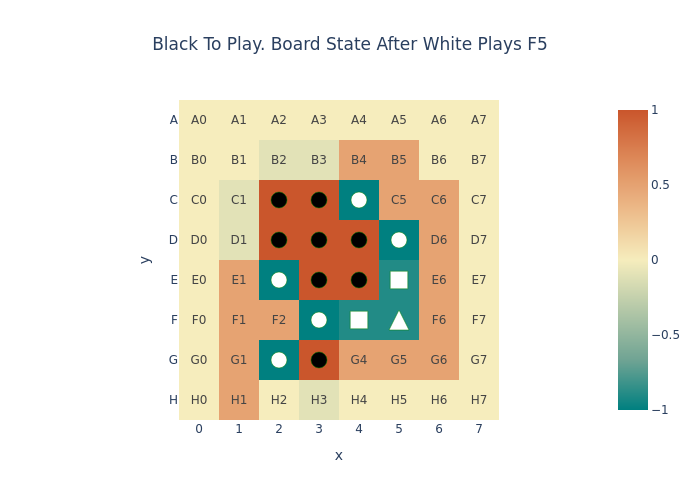 Black To Play. Board State After White Plays F5
A A0 A1 A2 A3 A4 A5 A6 A7
B B0 B1 B2 B3 B4 B5 B6 B7
C C0 C1 C5 C6 C7
D D0 D1 D6 D7
E E0 E1 E6 E7
F F0 F1 F2 F6 F7
G G0 G1 G4 G5 G6 G7
H H0 H1 H2 H3 H4 H5 H6 H7
0 1 2 3 4 5 6 7
x
y
1
0.5
0
−0.5
−1